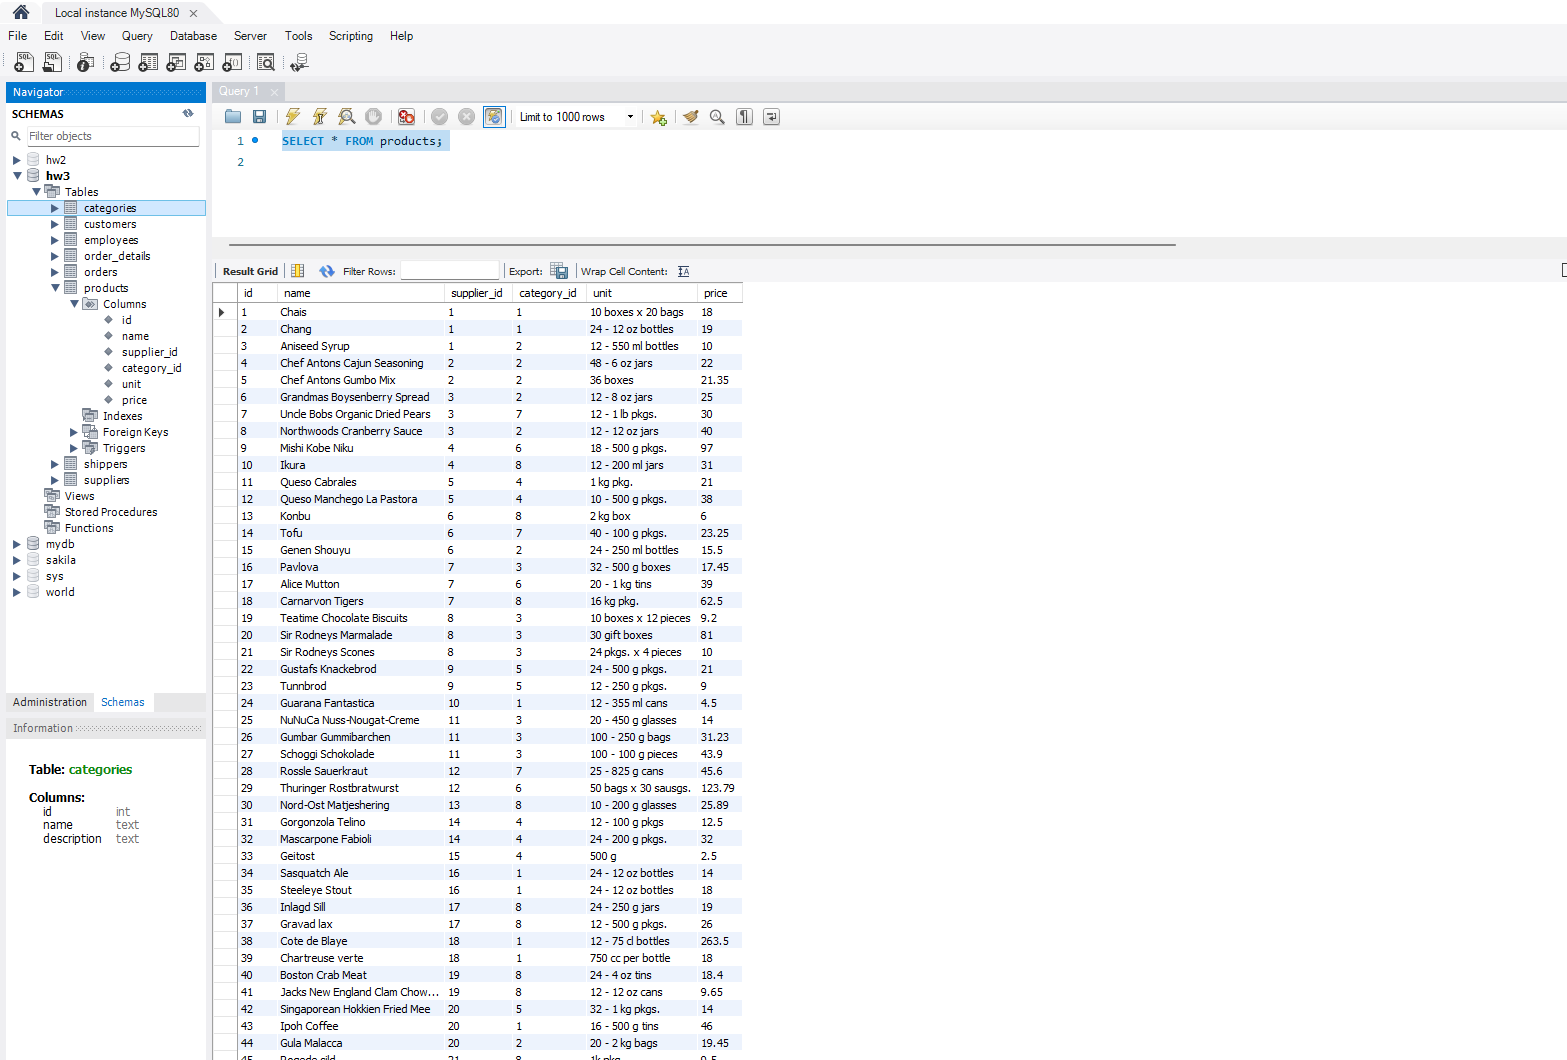 Local instance MySQL80
File Edit View Query Database Server Tools Scripting Help
Navigator
SCHEMAS
Filter objects
hw2
hw3
Tables
categories
customers
employees
order_details
orders
products
Columns
id
name
supplier_id
category_id
unit
price
Indexes
Foreign Keys
Triggers
shippers
suppliers
Views
Stored Procedures
Functions
mydb
sakila
sys
world
Administration Schemas
Information
Table: categories
Columns:
id int
name text
description text
Query 1
Limit to 1000 rows
1 SELECT * FROM products;
2
Result Grid Filter Rows: Export: Wrap Cell Content:
id name supplier_id category_id unit price
1 Chais 1 1 10 boxes x 20 bags 18
2 Chang 1 1 24 - 12 oz bottles 19
3 Aniseed Syrup 1 2 12 - 550 ml bottles 10
4 Chef Antons Cajun Seasoning 2 2 48 - 6 oz jars 22
5 Chef Antons Gumbo Mix 2 2 36 boxes 21.35
6 Grandmas Boysenberry Spread 3 2 12 - 8 oz jars 25
7 Uncle Bobs Organic Dried Pears 3 7 12 - 1 lb pkgs. 30
8 Northwoods Cranberry Sauce 3 2 12 - 12 oz jars 40
9 Mishi Kobe Niku 4 6 18 - 500 g pkgs. 97
10 Ikura 4 8 12 - 200 ml jars 31
11 Queso Cabrales 5 4 1 kg pkg. 21
12 Queso Manchego La Pastora 5 4 10 - 500 g pkgs. 38
13 Konbu 6 8 2 kg box 6
14 Tofu 6 7 40 - 100 g pkgs. 23.25
15 Genen Shouyu 6 2 24 - 250 ml bottles 15.5
16 Pavlova 7 3 32 - 500 g boxes 17.45
17 Alice Mutton 7 6 20 - 1 kg tins 39
18 Carnarvon Tigers 7 8 16 kg pkg. 62.5
19 Teatime Chocolate Biscuits 8 3 10 boxes x 12 pieces 9.2
20 Sir Rodneys Marmalade 8 3 30 gift boxes 81
21 Sir Rodneys Scones 8 3 24 pkgs. x 4 pieces 10
22 Gustafs Knackebrod 9 5 24 - 500 g pkgs. 21
23 Tunnbrod 9 5 12 - 250 g pkgs. 9
24 Guarana Fantastica 10 1 12 - 355 ml cans 4.5
25 NuNuCa Nuss-Nougat-Creme 11 3 20 - 450 g glasses 14
26 Gumbar Gummibarchen 11 3 100 - 250 g bags 31.23
27 Schoggi Schokolade 11 3 100 - 100 g pieces 43.9
28 Rossle Sauerkraut 12 7 25 - 825 g cans 45.6
29 Thuringer Rostbratwurst 12 6 50 bags x 30 sausgs. 123.79
30 Nord-Ost Matjeshering 13 8 10 - 200 g glasses 25.89
31 Gorgonzola Telino 14 4 12 - 100 g pkgs 12.5
32 Mascarpone Fabioli 14 4 24 - 200 g pkgs. 32
33 Geitost 15 4 500 g 2.5
34 Sasquatch Ale 16 1 24 - 12 oz bottles 14
35 Steeleye Stout 16 1 24 - 12 oz bottles 18
36 Inlagd Sill 17 8 24 - 250 g jars 19
37 Gravad lax 17 8 12 - 500 g pkgs. 26
38 Cote de Blaye 18 1 12 - 75 cl bottles 263.5
39 Chartreuse verte 18 1 750 cc per bottle 18
40 Boston Crab Meat 19 8 24 - 4 oz tins 18.4
41 Jacks New England Clam Chow... 19 8 12 - 12 oz cans 9.65
42 Singaporean Hokkien Fried Mee 20 5 32 - 1 kg pkgs. 14
43 Ipoh Coffee 20 1 16 - 500 g tins 46
44 Gula Malacca 20 2 20 - 2 kg bags 19.45